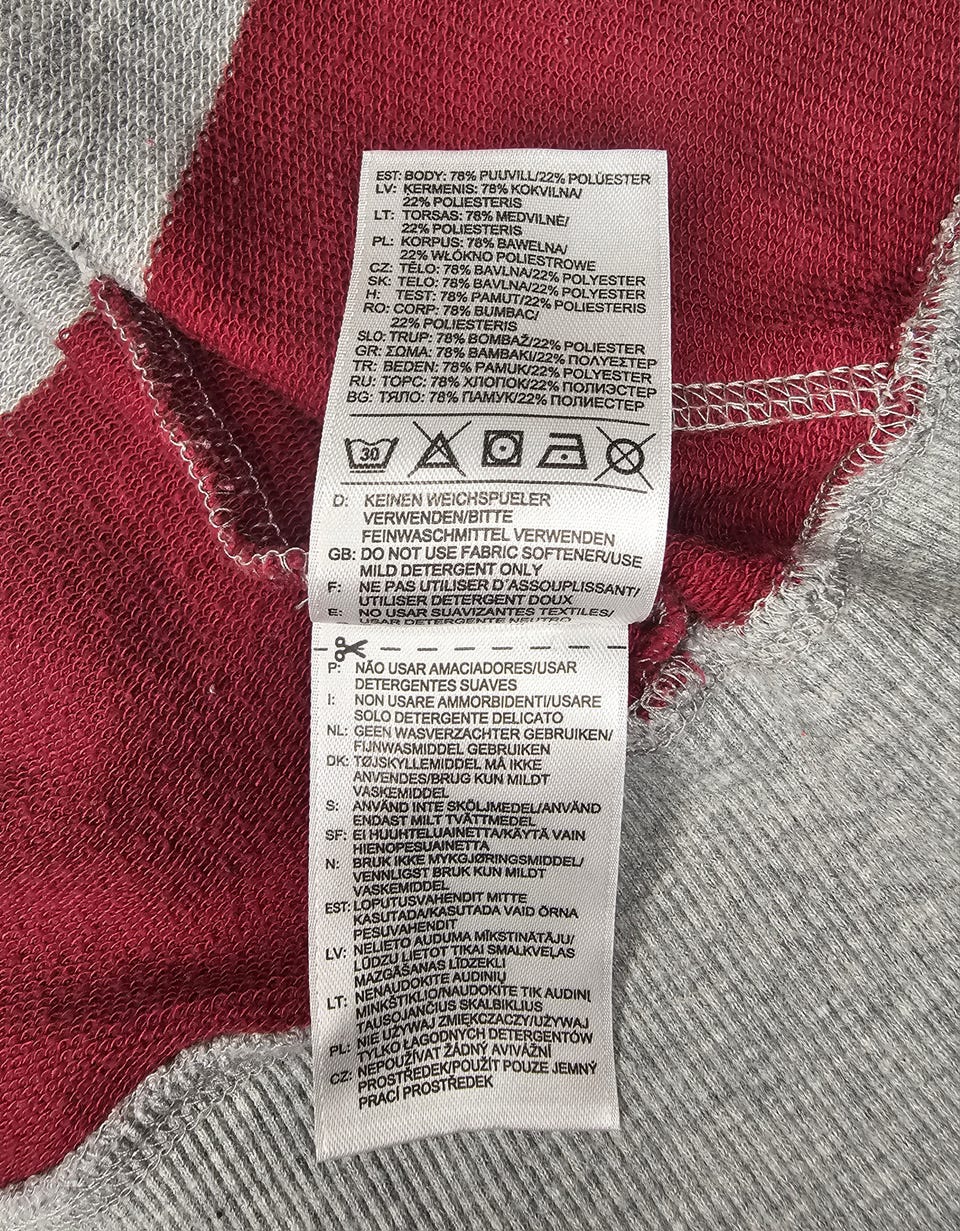 EST: BODY: 78% PUUVILL/22% POLÜESTER
LV: ĶERMENIS: 78% KOKVILNA/
22% POLIESTERIS
LT: TORSAS: 78% MEDVILNĖ/
22% POLIESTERIS
PL: KORPUS: 78% BAWEŁNA/
22% WŁÓKNO POLIESTROWE
CZ: TĚLO: 78% BAVLNA/22% POLYESTER
SK: TELO: 78% BAVLNA/22% POLYESTER
H: TEST: 78% PAMUT/22% POLIESTERIS
RO: CORP: 78% BUMBAC/
22% POLIESTERIS
SLO: TRUP: 78% BOMBAŽ/22% POLIESTER
GR: ΣΩΜΑ: 78% ΒΑΜΒΑΚΙ/22% ΠΟΛΥΕΣΤΕΡ
TR: BEDEN: 78% PAMUK/22% POLYESTER
RU: ТОРС: 78% ХЛОПОК/22% ПОЛИЭСТЕР
BG: ТЯЛО: 78% ПАМУК/22% ПОЛИЕСТЕР
30
D: KEINEN WEICHSPUELER
VERWENDEN/BITTE
FEINWASCHMITTEL VERWENDEN
GB: DO NOT USE FABRIC SOFTENER/USE
MILD DETERGENT ONLY
F: NE PAS UTILISER D'ASSOUPLISSANT/
UTILISER DETERGENT DOUX
E: NO USAR SUAVIZANTES TEXTILES/
USAR DETERGENTE NEUTRO
P: NÃO USAR AMACIADORES/USAR
DETERGENTES SUAVES
I: NON USARE AMMORBIDENTI/USARE
SOLO DETERGENTE DELICATO
NL: GEEN WASVERZACHTER GEBRUIKEN/
FIJNWASMIDDEL GEBRUIKEN
DK: TØJSKYLLEMIDDEL MÅ IKKE
ANVENDES/BRUG KUN MILDT
VASKEMIDDEL
S: ANVÄND INTE SKÖLJMEDEL/ANVÄND
ENDAST MILT TVÄTTMEDEL
SF: EI HUUHTELUAINETTA/KÄYTÄ VAIN
HIENOPESUAINETTA
N: BRUK IKKE MYKGJØRINGSMIDDEL/
VENNLIGST BRUK KUN MILDT
VASKEMIDDEL
EST: LOPUTUSVAHENDIT MITTE
KASUTADA/KASUTADA VAID ÕRNA
PESUVAHENDIT
LV: NELIETO AUDUMA MĪKSTINĀTĀJU/
LŪDZU LIETOT TIKAI SMALKVEĻAS
MAZGĀŠANAS LĪDZEKLI
LT: NENAUDOKITE AUDINIŲ
MINKŠTIKLIO/NAUDOKITE TIK AUDINĮ
TAUSOJANČIUS SKALBIKLIUS
PL: NIE UŻYWAJ ZMIĘKCZACZY/UŻYWAJ
TYLKO ŁAGODNYCH DETERGENTÓW
CZ: NEPOUŽÍVAT ŽÁDNÝ AVIVÁŽNÍ
PROSTŘEDEK/POUŽÍT POUZE JEMNÝ
PRACÍ PROSTŘEDEK